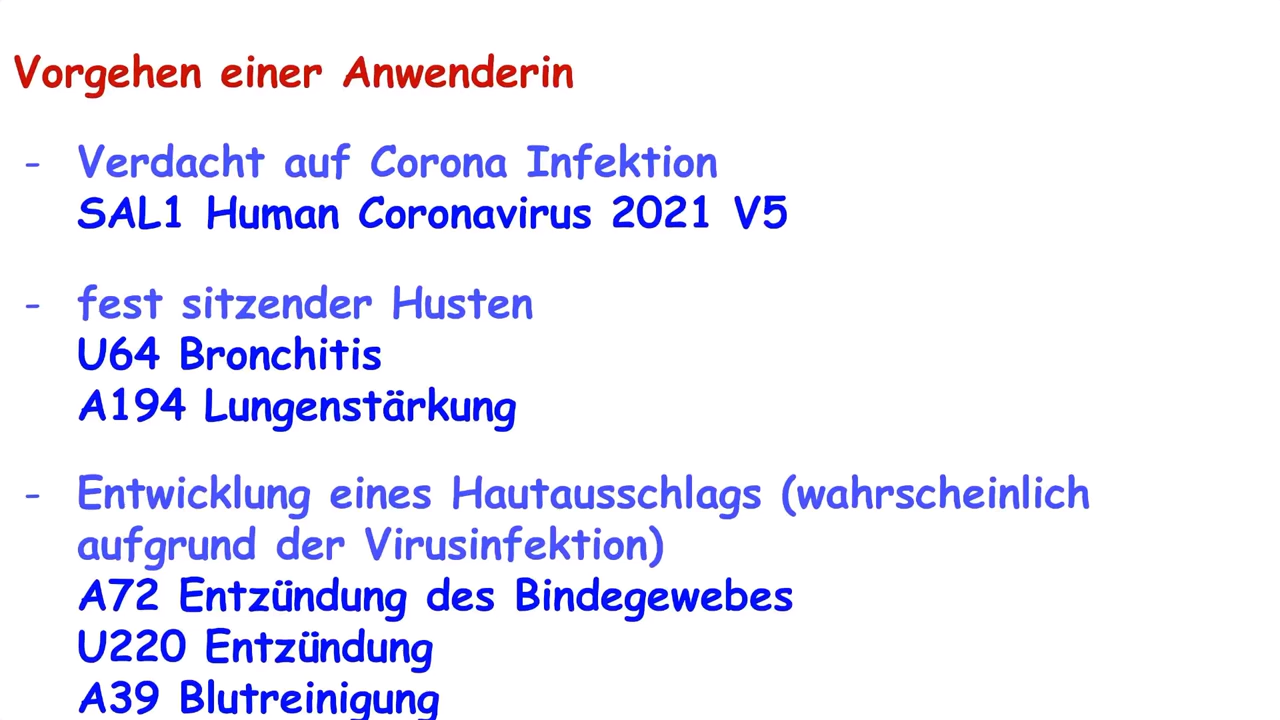 Vorgehen einer Anwenderin
- Verdacht auf Corona Infektion
SAL1 Human Coronavirus 2021 V5
- fest sitzender Husten
U64 Bronchitis
A194 Lungenstärkung
- Entwicklung eines Hautausschlags (wahrscheinlich
aufgrund der Virusinfektion)
A72 Entzündung des Bindegewebes
U220 Entzündung
A39 Blutreinigung